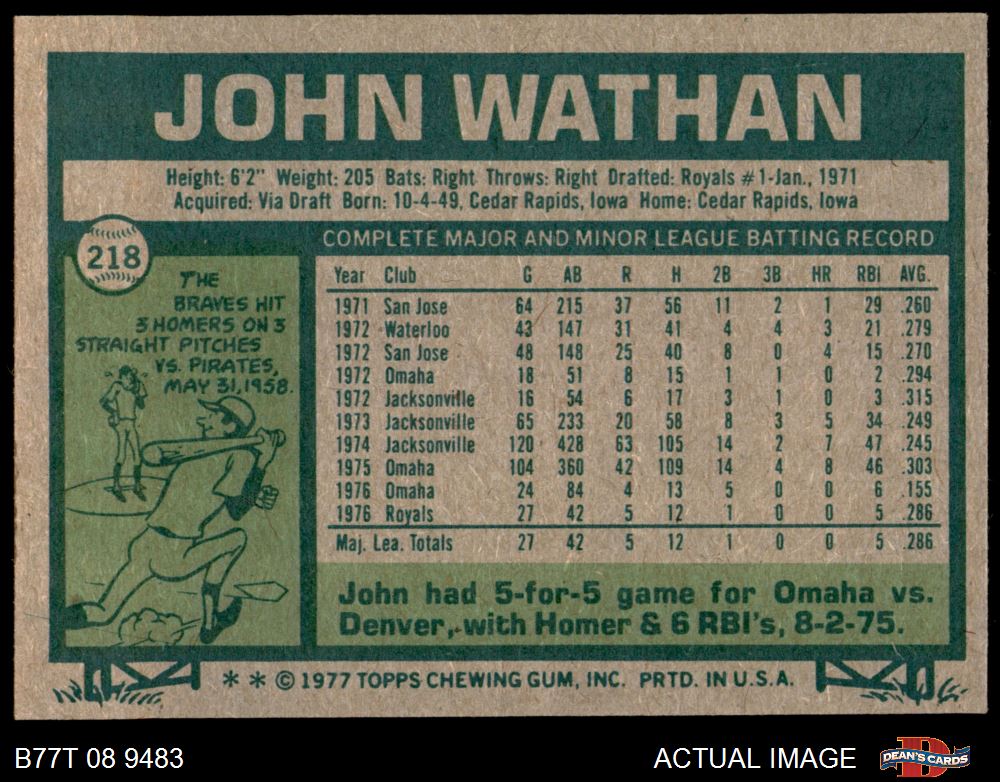 JOHN WATHAN
Height: 6'2" Weight: 205 Bats: Right Throws: Right Drafted: Royals #1-Jan., 1971
Acquired: Via Draft Born: 10-4-49, Cedar Rapids, Iowa Home: Cedar Rapids, Iowa
218
THE
BRAVES HIT
3 HOMERS ON 3
STRAIGHT PITCHES
VS. PIRATES,
MAY 31, 1958.
COMPLETE MAJOR AND MINOR LEAGUE BATTING RECORD
Year Club G AB R H 2B 3B HR RBI AVG.
1971 San Jose 64 215 37 56 11 2 1 29 .260
1972 Waterloo 43 147 31 41 4 4 3 21 .279
1972 San Jose 48 148 25 40 8 0 4 15 .270
1972 Omaha 18 51 8 15 1 1 0 2 .294
1972 Jacksonville 16 54 6 17 3 1 0 3 .315
1973 Jacksonville 65 233 20 58 8 3 5 34 .249
1974 Jacksonville 120 428 63 105 14 2 7 47 .245
1975 Omaha 104 360 42 109 14 4 8 46 .303
1976 Omaha 24 84 4 13 5 0 0 6 .155
1976 Royals 27 42 5 12 1 0 0 5 .286
Maj. Lea. Totals 27 42 5 12 1 0 0 5 .286
John had 5-for-5 game for Omaha vs.
Denver, with Homer & 6 RBI's, 8-2-75.
* * © 1977 TOPPS CHEWING GUM, INC. PRTD. IN U.S.A.
B77T 08 9483
ACTUAL IMAGE
D
DEAN'S CARDS